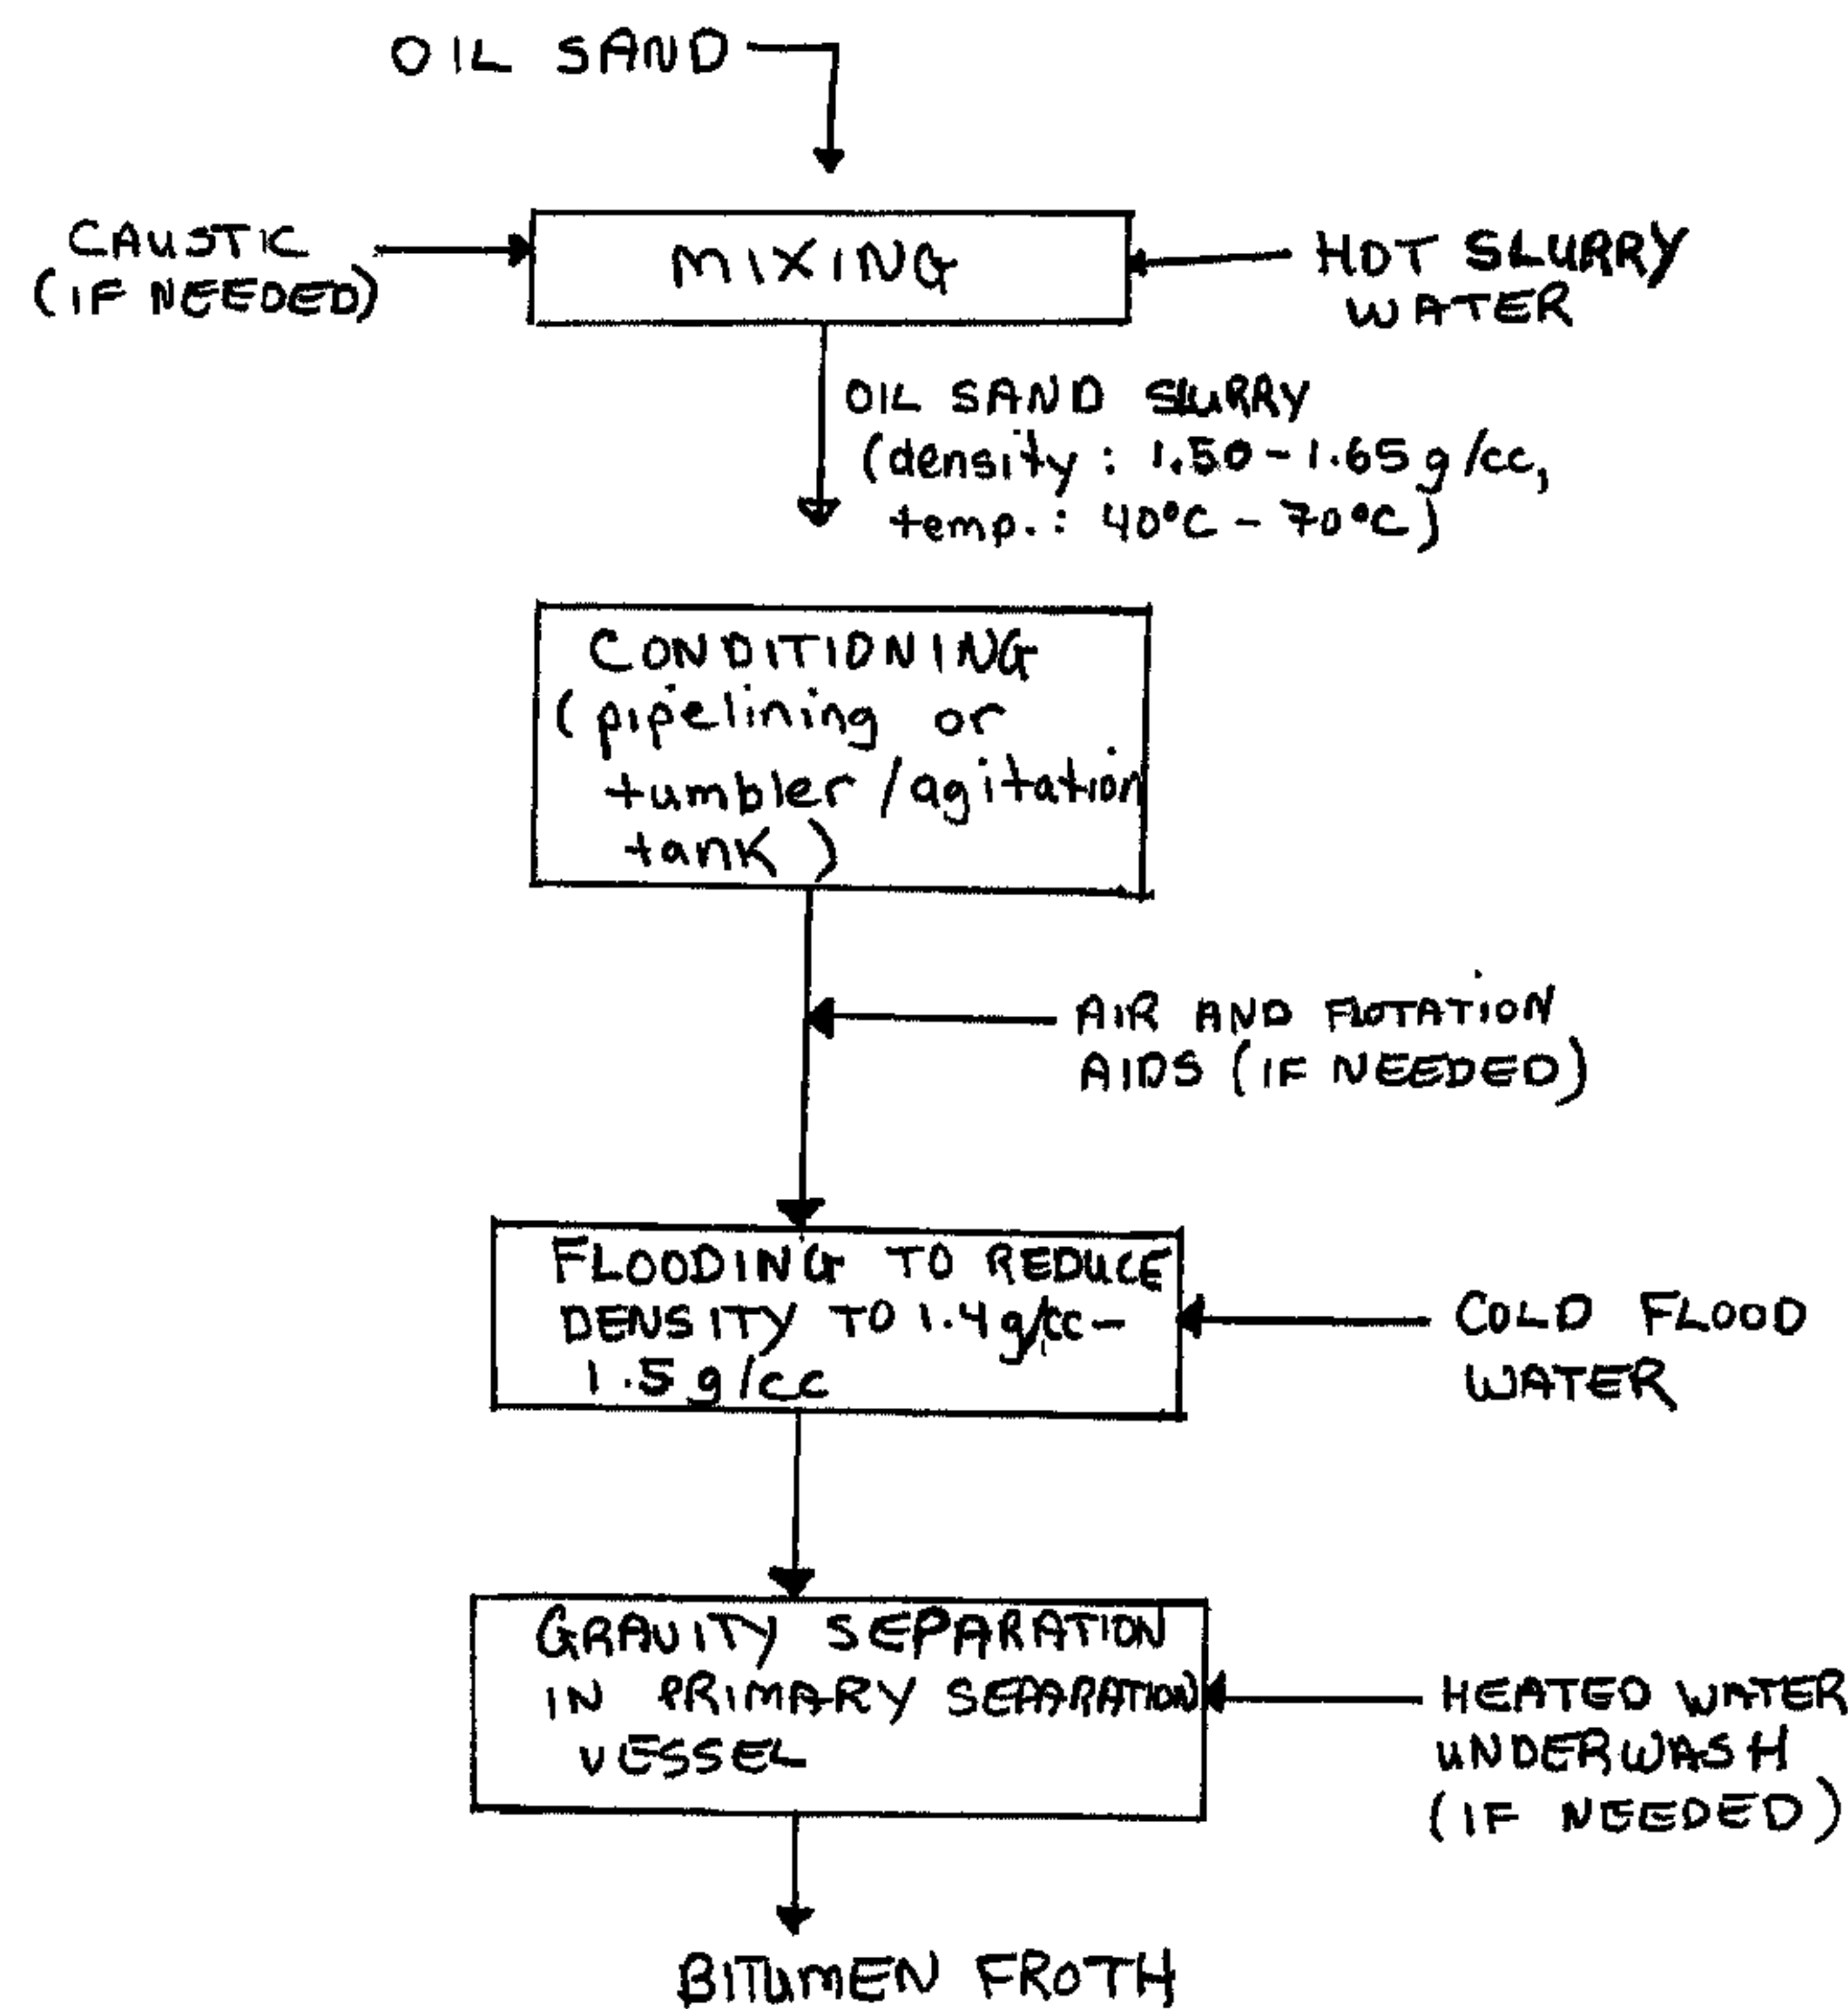 OIL SAND
CAUSTIC
(IF NEEDED)
MIXING
HOT SLURRY
WATER
OIL SAND SLURRY
(density : 1.50-1.65 g/cc,
temp. : 40°C - 70°C)
CONDITIONING
(pipelining or
tumbler/agitation
tank)
AIR AND FLOTATION
AIDS (IF NEEDED)
FLOODING TO REDUCE
DENSITY TO 1.4 g/cc -
1.5 g/cc
COLD FLOOD
WATER
GRAVITY SEPARATION
IN PRIMARY SEPARATION
VESSEL
HEATED WATER
UNDERWASH
(IF NEEDED)
BITUMEN FROTH